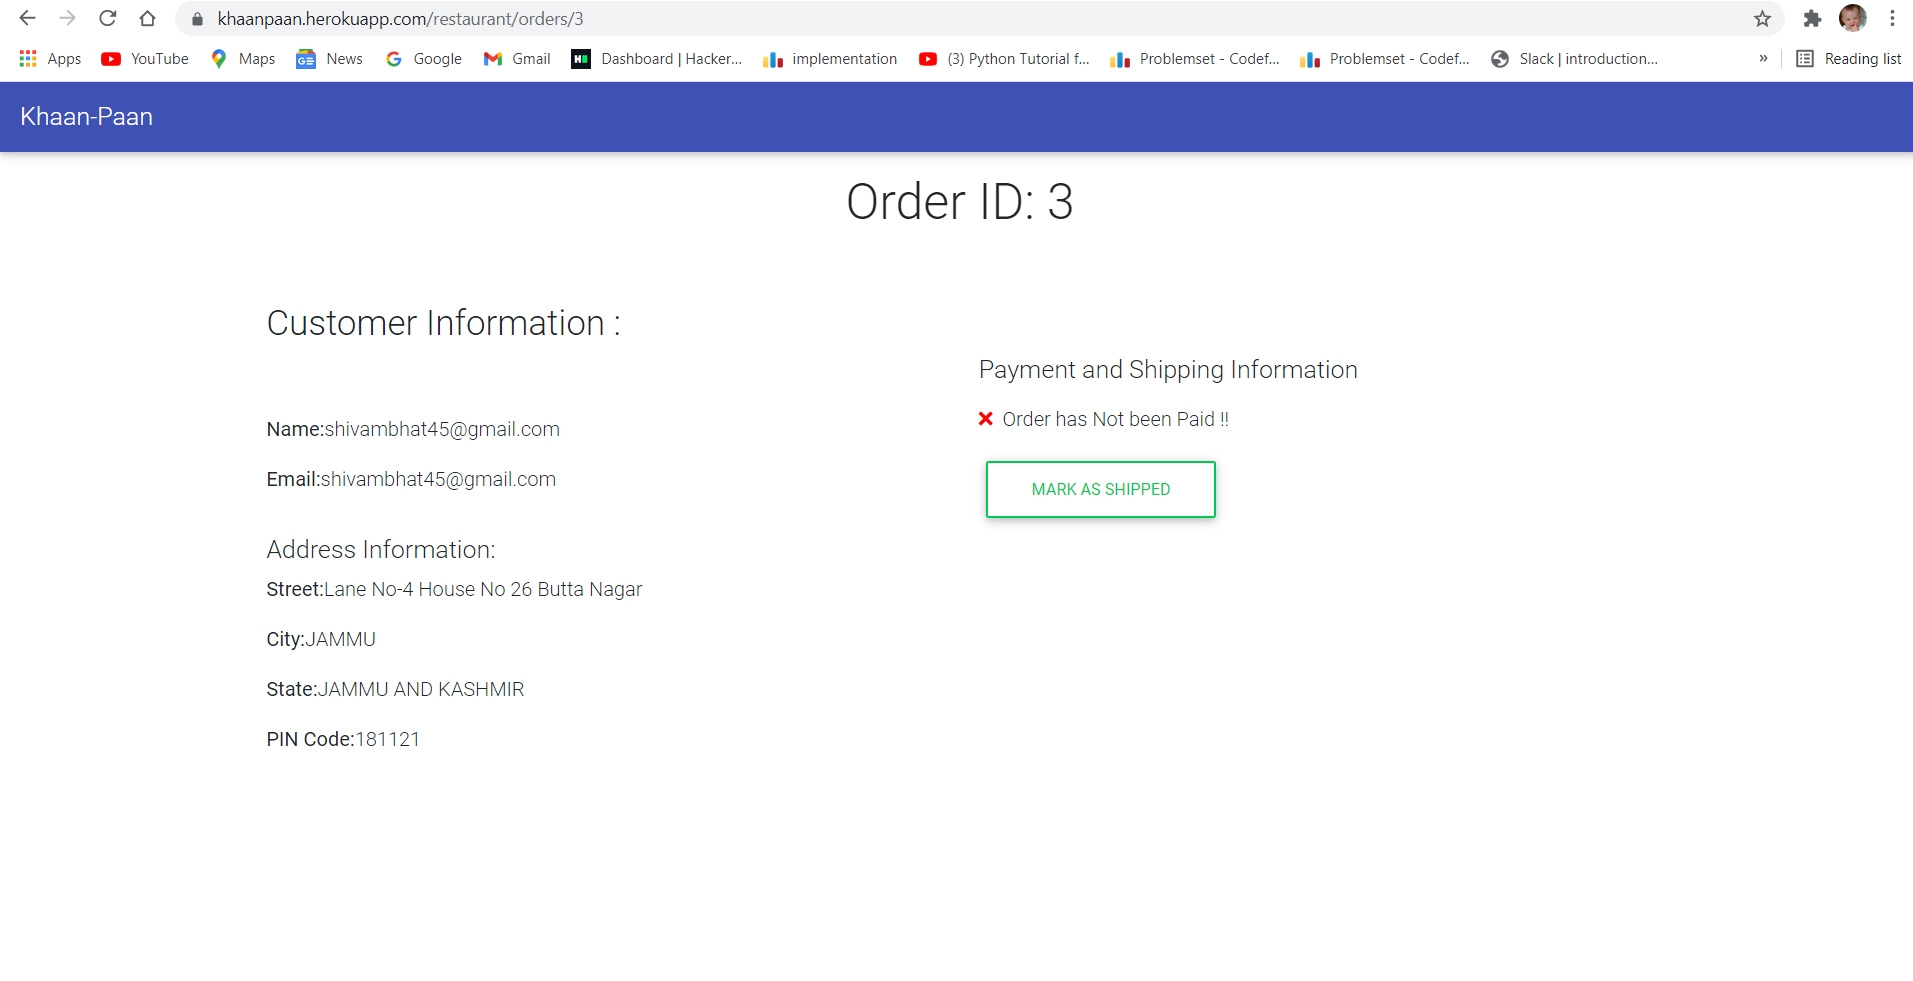 khaanpaan.herokuapp.com/restaurant/orders/3
Apps YouTube Maps News Google Gmail Dashboard | Hacker... implementation (3) Python Tutorial f... Problemset - Codef... Problemset - Codef... Slack | introduction... » Reading list
Khaan-Paan
Order ID: 3
Customer Information :
Name:shivambhat45@gmail.com
Email:shivambhat45@gmail.com
Address Information:
Street:Lane No-4 House No 26 Butta Nagar
City:JAMMU
State:JAMMU AND KASHMIR
PIN Code:181121
Payment and Shipping Information
Order has Not been Paid !!
MARK AS SHIPPED